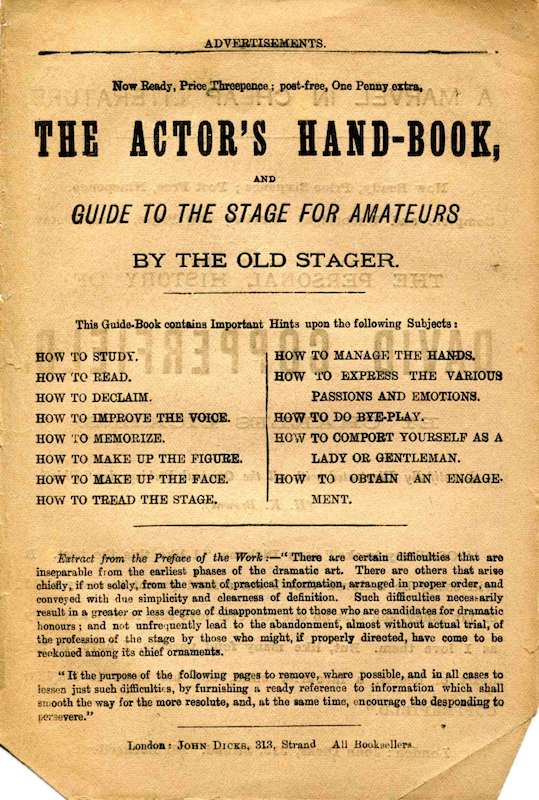 ADVERTISEMENTS.
Now Ready, Price Threepence; post-free, One Penny extra,
THE ACTOR'S HAND-BOOK,
AND
GUIDE TO THE STAGE FOR AMATEURS
BY THE OLD STAGER.
This Guide-Book contains Important Hints upon the following Subjects:
HOW TO STUDY.
HOW TO READ.
HOW TO DECLAIM.
HOW TO IMPROVE THE VOICE.
HOW TO MEMORIZE.
HOW TO MAKE UP THE FIGURE.
HOW TO MAKE UP THE FACE.
HOW TO TREAD THE STAGE.
HOW TO MANAGE THE HANDS.
HOW TO EXPRESS THE VARIOUS
PASSIONS AND EMOTIONS.
HOW TO DO BYE-PLAY.
HOW TO COMPORT YOURSELF AS A
LADY OR GENTLEMAN.
HOW TO OBTAIN AN ENGAGE-
MENT.
Extract from the Preface of the Work:—"There are certain difficulties that are
inseparable from the earliest phases of the dramatic art. There are others that arise
chiefly, if not solely, from the want of practical information, arranged in proper order, and
conveyed with due simplicity and clearness of definition. Such difficulties necessarily
result in a greater or less degree of disappontment to those who are candidates for dramatic
honours; and not unfrequently lead to the abandonment, almost without actual trial, of
the profession of the stage by those who might, if properly directed, have come to be
reckoned among its chief ornaments.
"It the purpose of the following pages to remove, where possible, and in all cases to
lessen just such difficulties, by furnishing a ready reference to information which shall
smooth the way for the more resolute, and, at the same time, encourage the desponding to
persevere."
London: JOHN DICKS, 313, Strand All Booksellers.